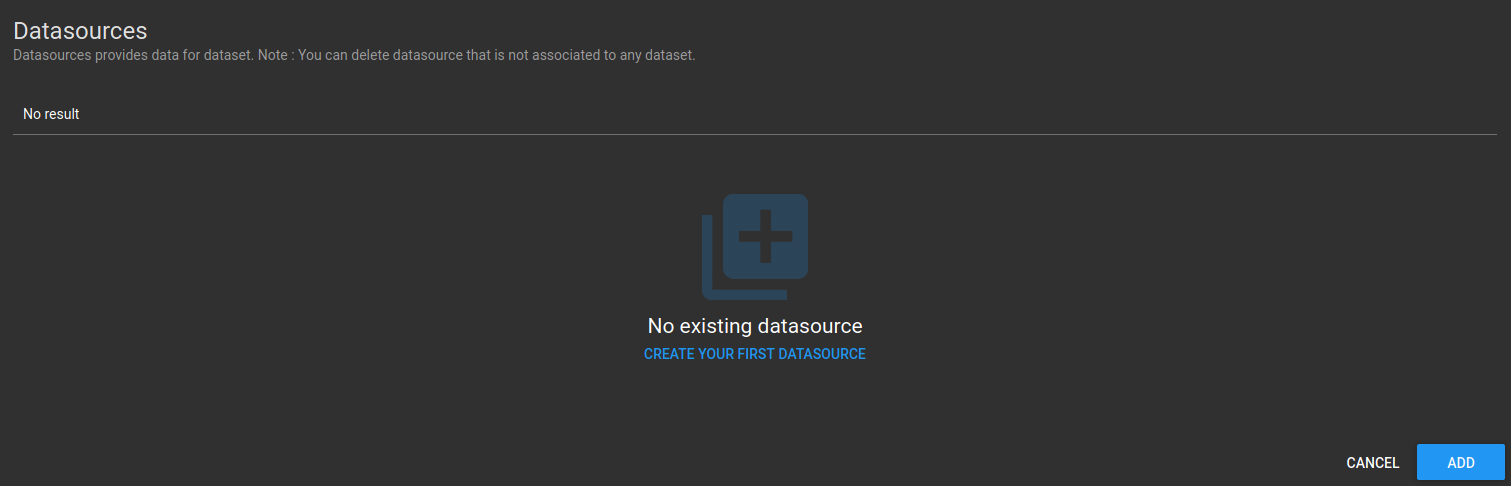 Datasources
Datasources provides data for dataset. Note : You can delete datasource that is not associated to any dataset.
No result
No existing datasource
CREATE YOUR FIRST DATASOURCE
CANCEL
ADD